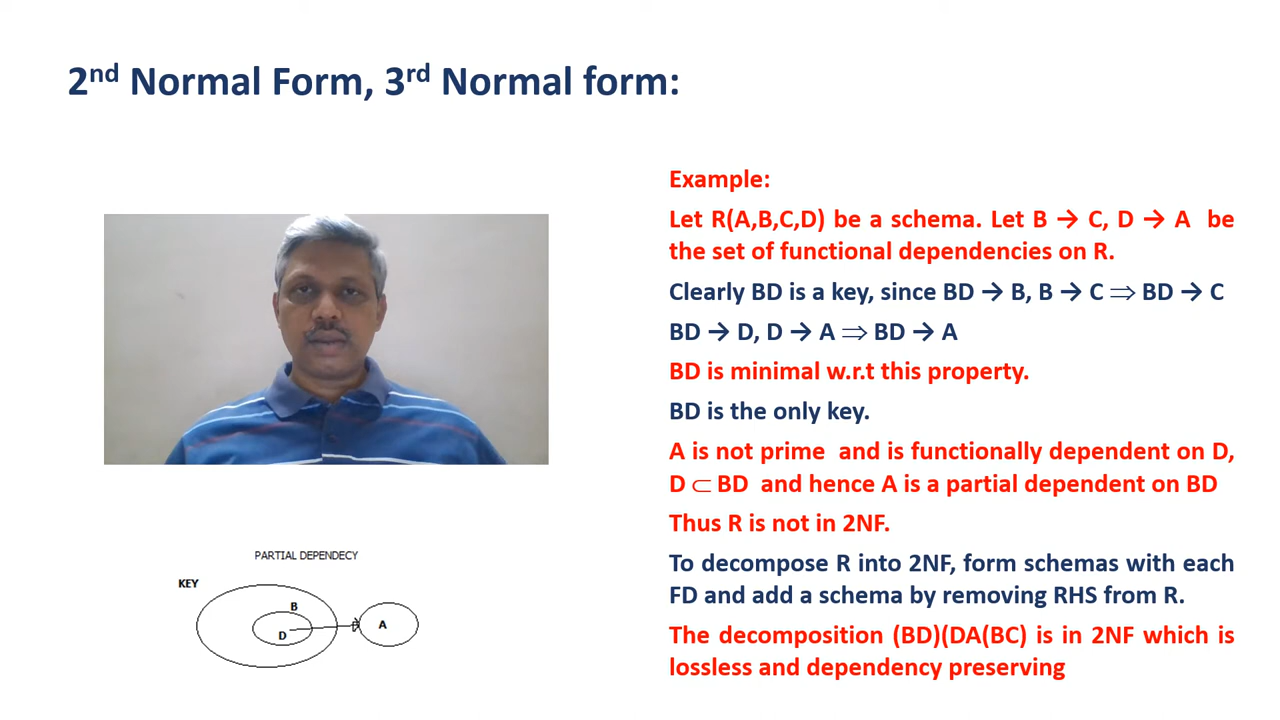 2nd Normal Form, 3rd Normal form:
Example:
Let R(A,B,C,D) be a schema. Let B → C, D → A be
the set of functional dependencies on R.
Clearly BD is a key, since BD → B, B → C ⇒ BD → C
BD → D, D → A ⇒ BD → A
BD is minimal w.r.t this property.
BD is the only key.
A is not prime and is functionally dependent on D,
D ⊂ BD and hence A is a partial dependent on BD
Thus R is not in 2NF.
To decompose R into 2NF, form schemas with each
FD and add a schema by removing RHS from R.
The decomposition (BD)(DA(BC) is in 2NF which is
lossless and dependency preserving
PARTIAL DEPENDECY
KEY
B
D
A